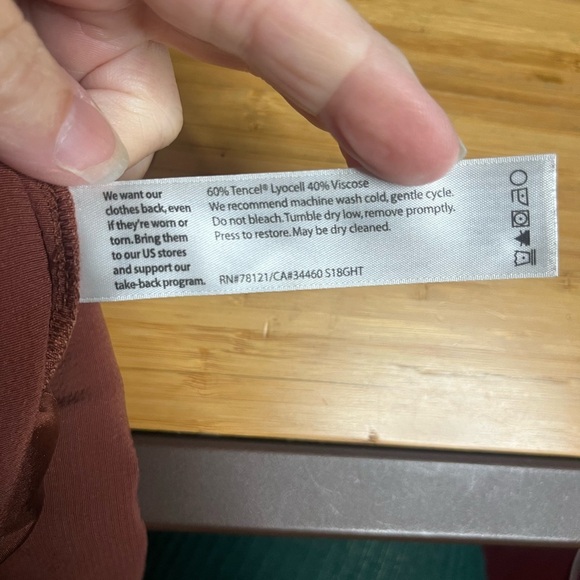 We want our
clothes back, even
if they're worn or
torn. Bring them
to our US stores
and support our
take-back program.
60% Tencel® Lyocell 40% Viscose
We recommend machine wash cold, gentle cycle.
Do not bleach. Tumble dry low, remove promptly.
Press to restore. May be dry cleaned.
RN#78121/CA#34460 S18GHT